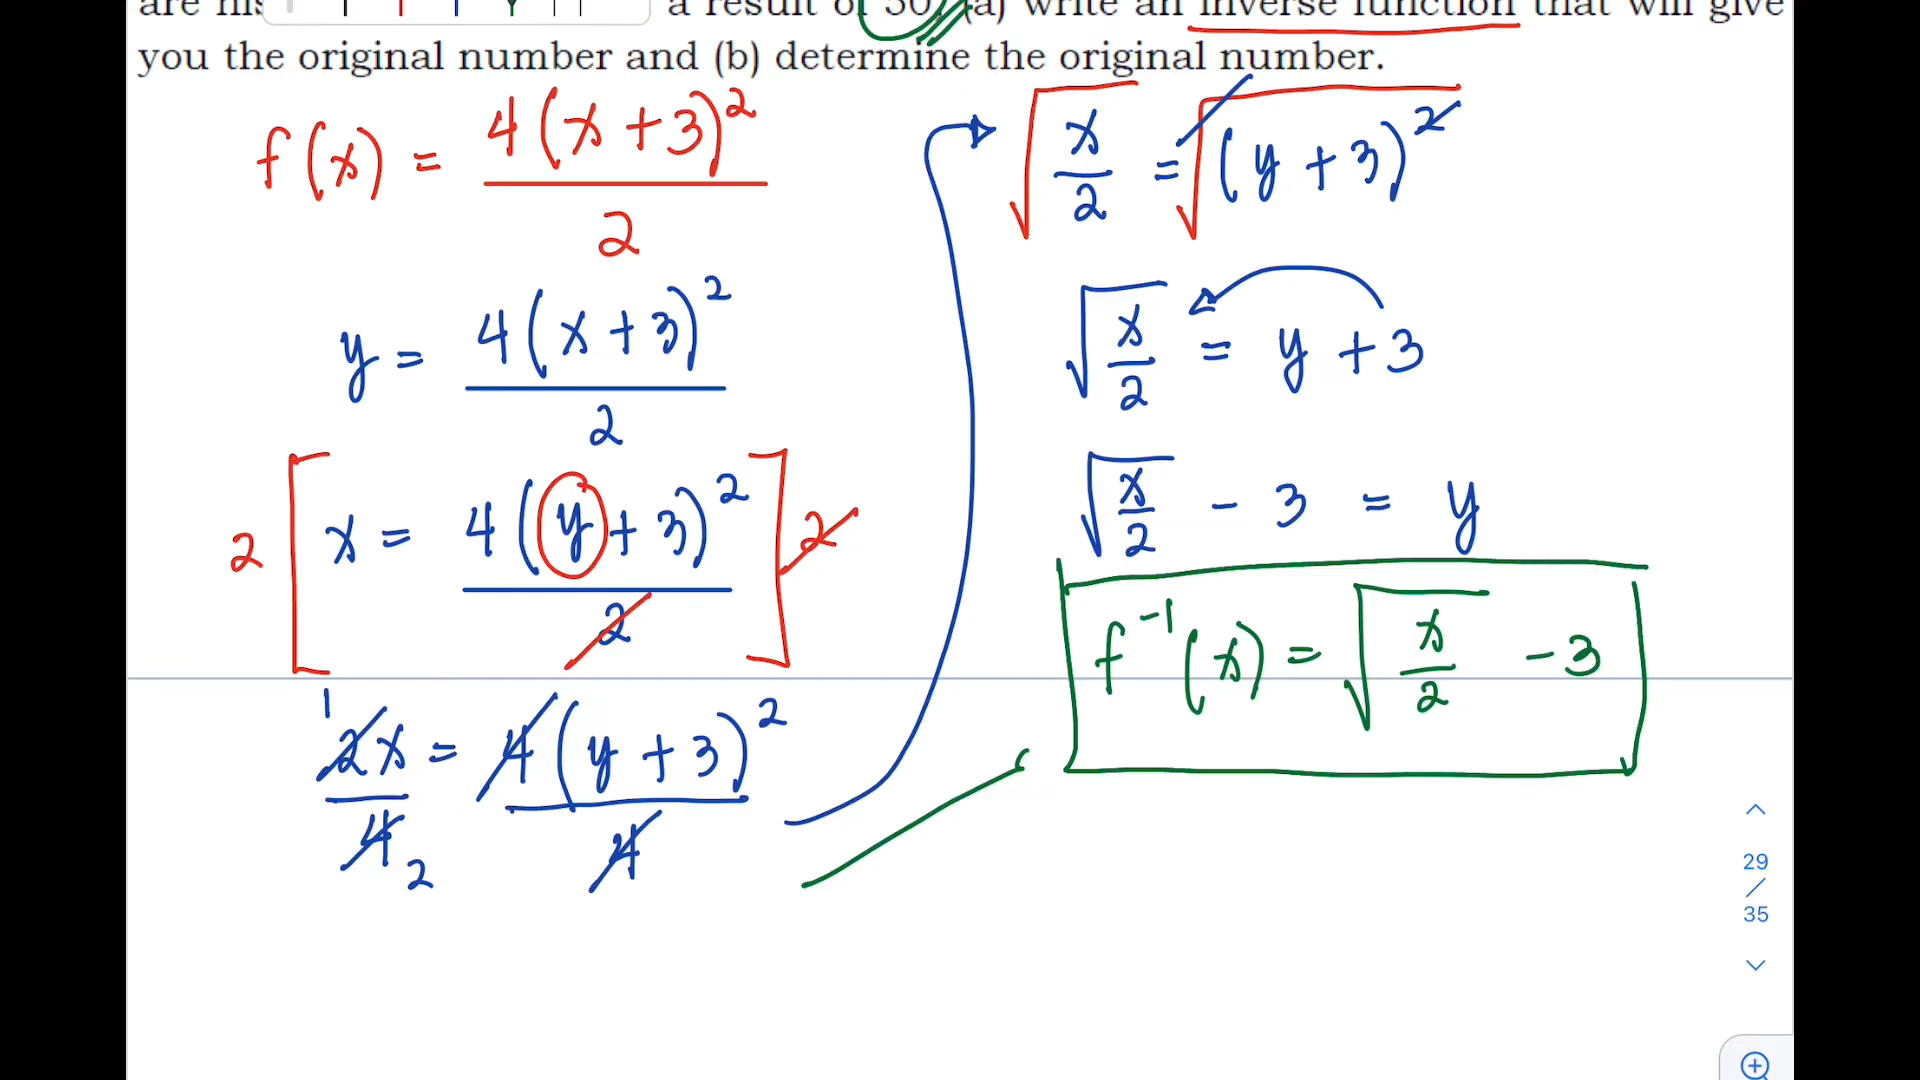 a result of 50, (a) write an inverse function that will give
you the original number and (b) determine the original number.
f(x) = 4(x+3)² / 2
y = 4(x+3)² / 2
2 [ x = 4(y+3)² / 2 ] 2
1
2x / 4 = 4(y+3)² / 4
2
√(x/2) = √(y+3)²
√(x/2) = y+3
√(x/2) - 3 = y
f⁻¹(x) = √(x/2) - 3
29
/
35